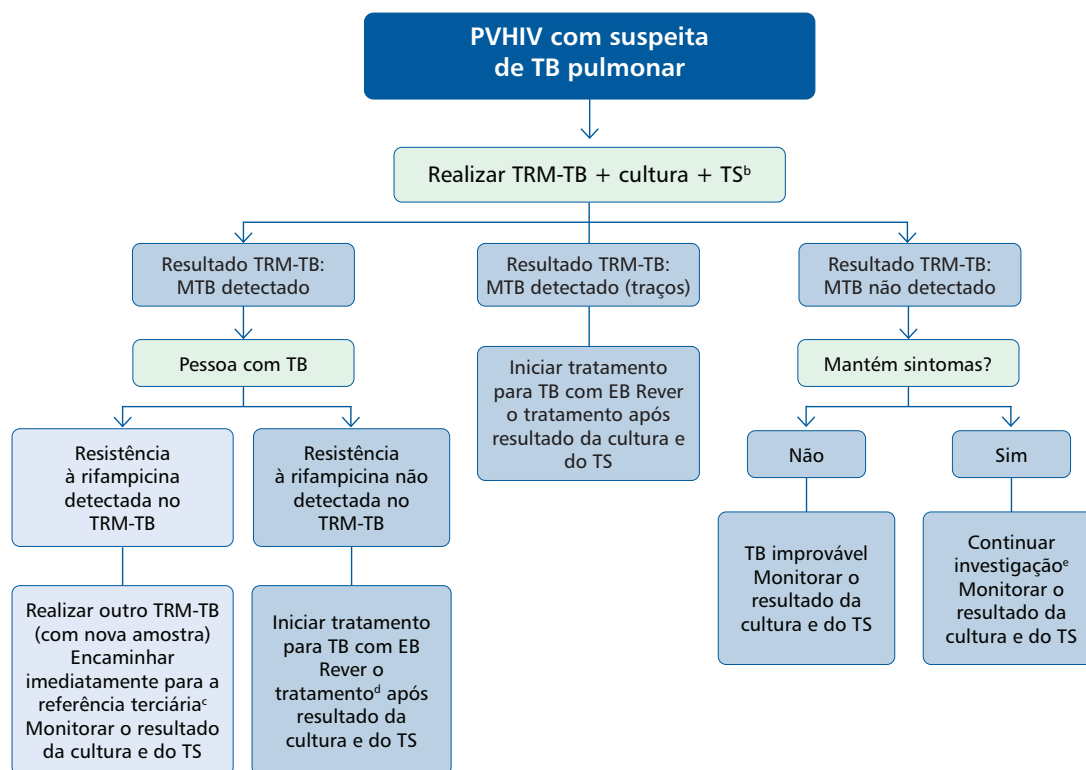 PVHIV com suspeita
de TB pulmonar
Realizar TRM-TB + cultura + TSᵇ
Resultado TRM-TB:
MTB detectado
Resultado TRM-TB:
MTB detectado (traços)
Resultado TRM-TB:
MTB não detectado
Pessoa com TB
Iniciar tratamento
para TB com EB Rever
o tratamento após
resultado da cultura e
do TS
Mantém sintomas?
Resistência
à rifampicina
detectada no
TRM-TB
Resistência
à rifampicina não
detectada no
TRM-TB
Não
Sim
Realizar outro TRM-TB
(com nova amostra)
Encaminhar
imediatamente para a
referência terciáriaᶜ
Monitorar o resultado
da cultura e do TS
Iniciar tratamento
para TB com EB
Rever o
tratamentoᵈ após
resultado da
cultura e do TS
TB improvável
Monitorar o
resultado da
cultura e do TS
Continuar
investigaçãoᵉ
Monitorar o
resultado da
cultura e do TS